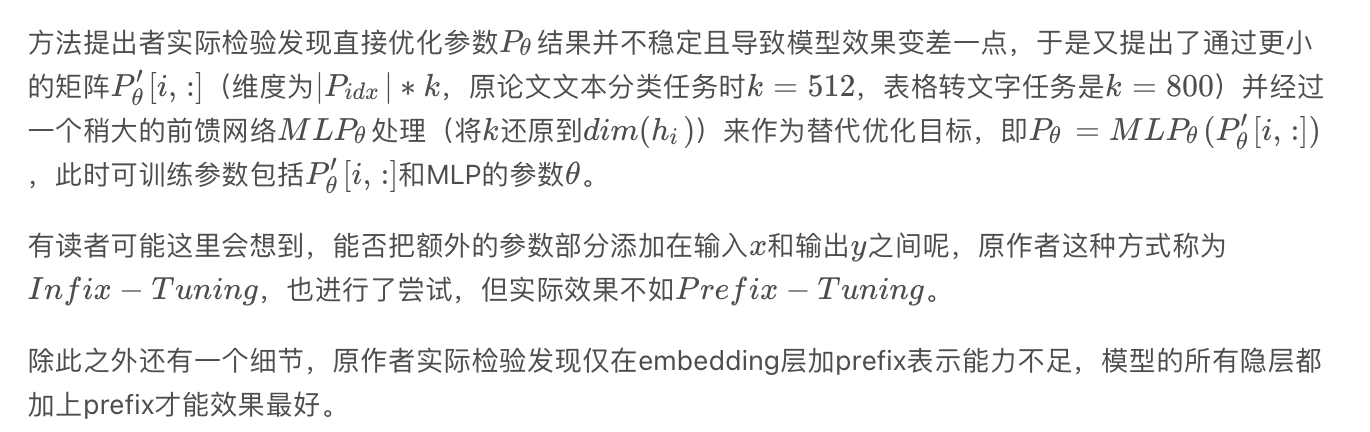 方法提出者实际检验发现直接优化参数$P_\theta$结果并不稳定且导致模型效果变差一点，于是又提出了通过更小
的矩阵$P'_\theta[i,:]$（维度为$|P_{idx}|*k$，原论文文本分类任务时$k=512$，表格转文字任务是$k=800$）并经过
一个稍大的前馈网络$MLP_\theta$处理（将$k$还原到$dim(h_i)$）来作为替代优化目标，即$P_\theta=MLP_\theta(P'_\theta[i,:])$
，此时可训练参数包括$P'_\theta[i,:]$和MLP的参数$\theta$。
有读者可能这里会想到，能否把额外的参数部分添加在输入$x$和输出$y$之间呢，原作者这种方式称为
$Infix-Tuning$，也进行了尝试，但实际效果不如$Prefix-Tuning$。
除此之外还有一个细节，原作者实际检验发现仅在embedding层加prefix表示能力不足，模型的所有隐层都
加上prefix才能效果最好。